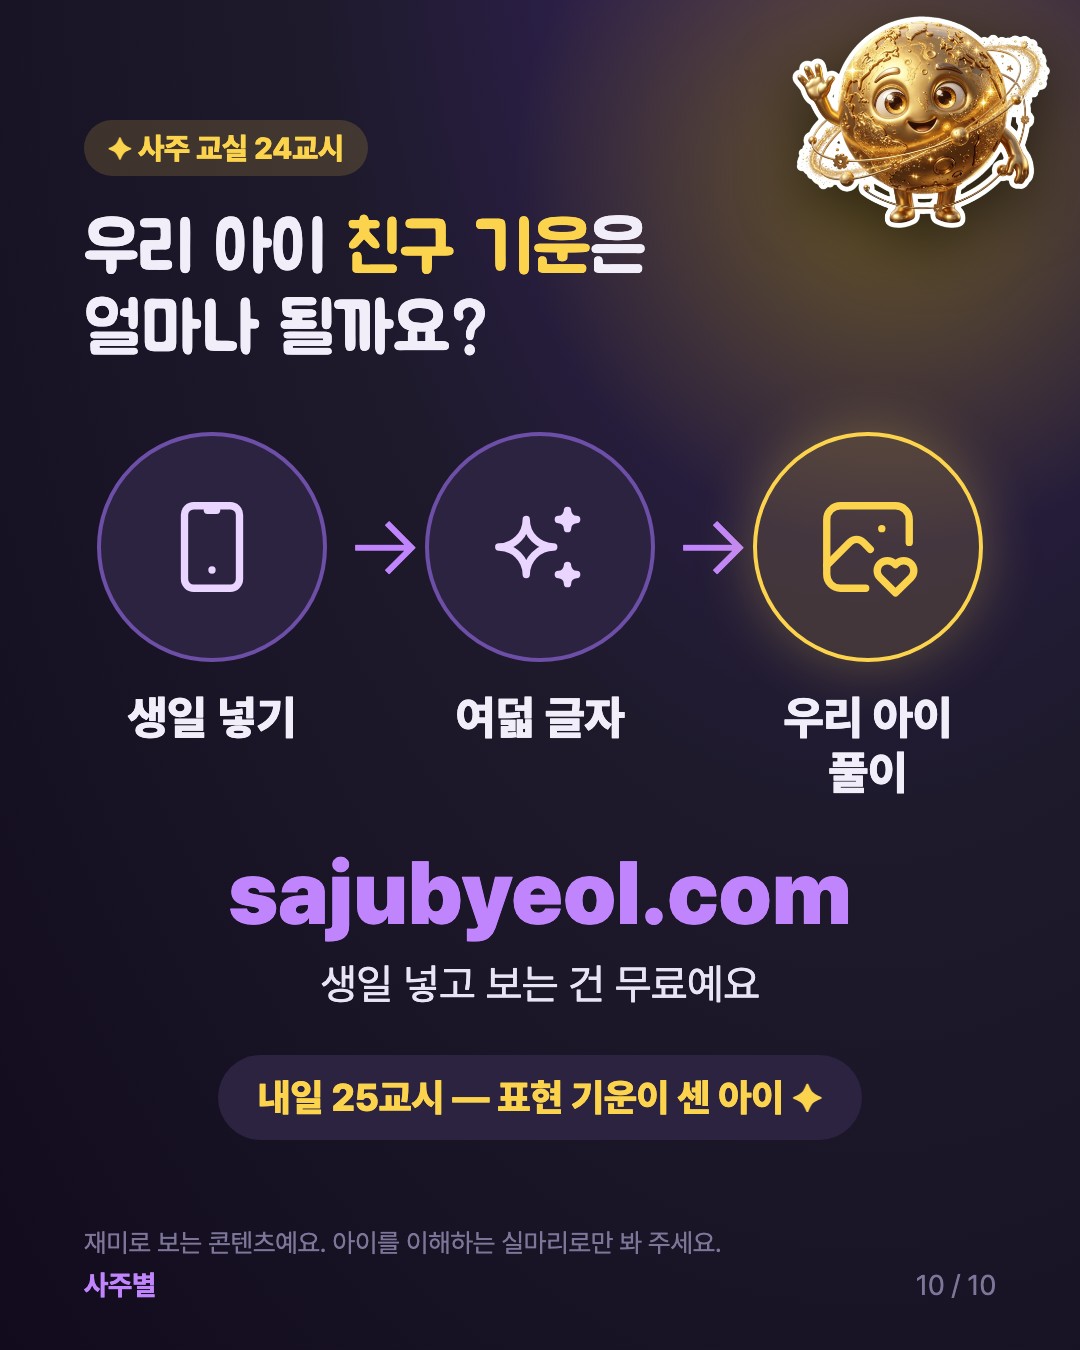 ✦ 사주 교실 24교시
우리 아이 친구 기운은
얼마나 될까요?
생일 넣기
여덟 글자
우리 아이
풀이
sajubyeol.com
생일 넣고 보는 건 무료예요
내일 25교시 — 표현 기운이 센 아이 ✦
재미로 보는 콘텐츠예요. 아이를 이해하는 실마리로만 봐 주세요.
사주별
10 / 10